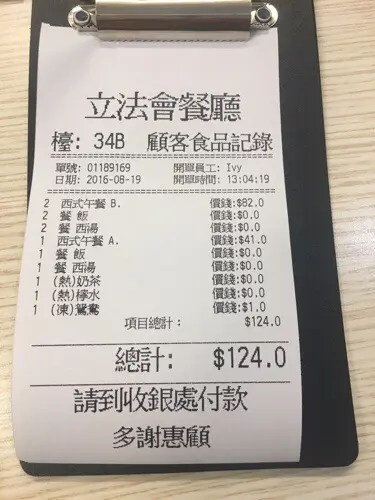 立法會餐廳
檯: 34B 顧客食品記錄
單號: 01189169 開單員工: Ivy
日期: 2016-08-19 開單時間: 13:04:19
2 西式午餐 B. 價錢:$82.0
2 餐 飯 價錢:$0.0
2 餐 西湯 價錢:$0.0
1 西式午餐 A. 價錢:$41.0
1 餐 飯 價錢:$0.0
1 餐 西湯 價錢:$0.0
1 (熱)奶茶 價錢:$0.0
1 (熱)檸水 價錢:$0.0
1 (凍)鴛鴦 價錢:$1.0
項目總計: $124.0
總計: $124.0
請到收銀處付款
多謝惠顧